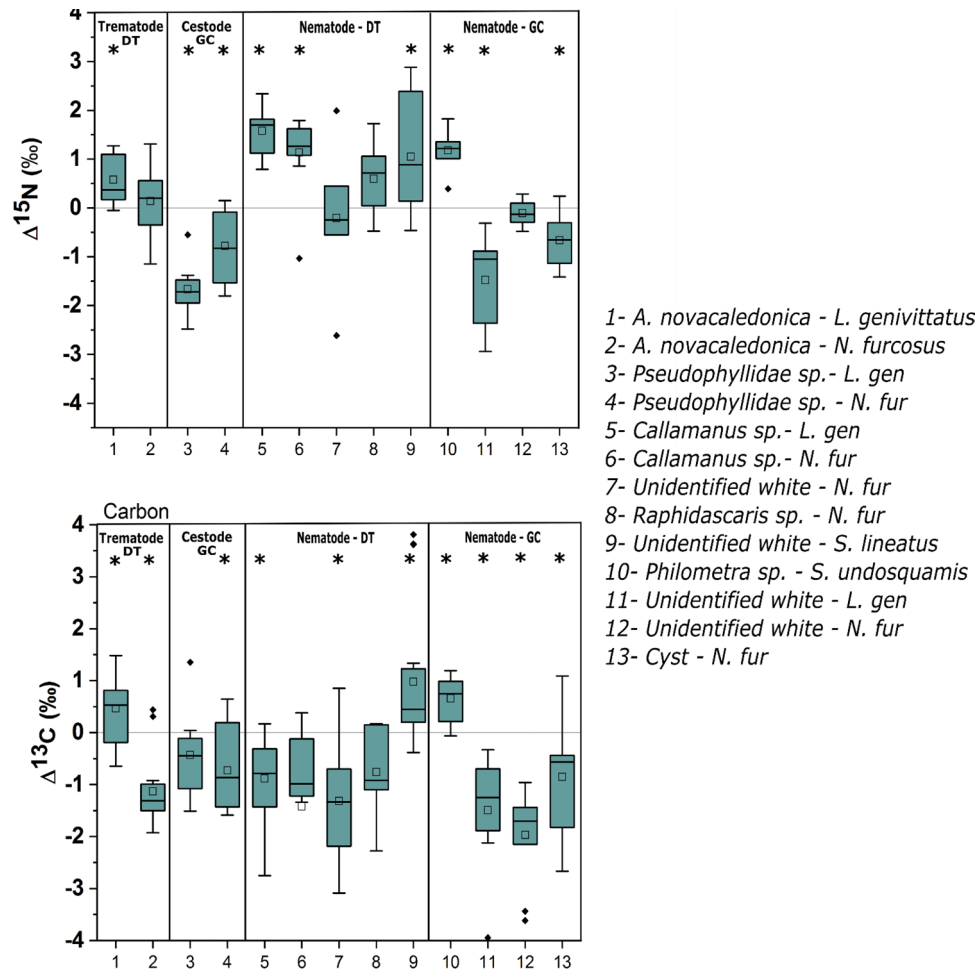 Trematode Cestode Nematode - DT Nematode - GC
DT GC
* * * * * * * * *
4
3
2
1
0
-1
-2
-3
-4
Δ15N (‰)
1 2 3 4 5 6 7 8 9 10 11 12 13
1- A. novacaledonica - L. genivittatus
2- A. novacaledonica - N. furcosus
3- Pseudophyllidae sp.- L. gen
4- Pseudophyllidae sp. - N. fur
5- Callamanus sp.- L. gen
6- Callamanus sp.- N. fur
7- Unidentified white - N. fur
8- Raphidascaris sp. - N. fur
9- Unidentified white - S. lineatus
10- Philometra sp. - S. undosquamis
11- Unidentified white - L. gen
12- Unidentified white - N. fur
13- Cyst - N. fur
Carbon
Trematode Cestode Nematode - DT Nematode - GC
DT GC
* * * * * * * * * *
4
3
2
1
0
-1
-2
-3
-4
Δ13C (‰)
1 2 3 4 5 6 7 8 9 10 11 12 13